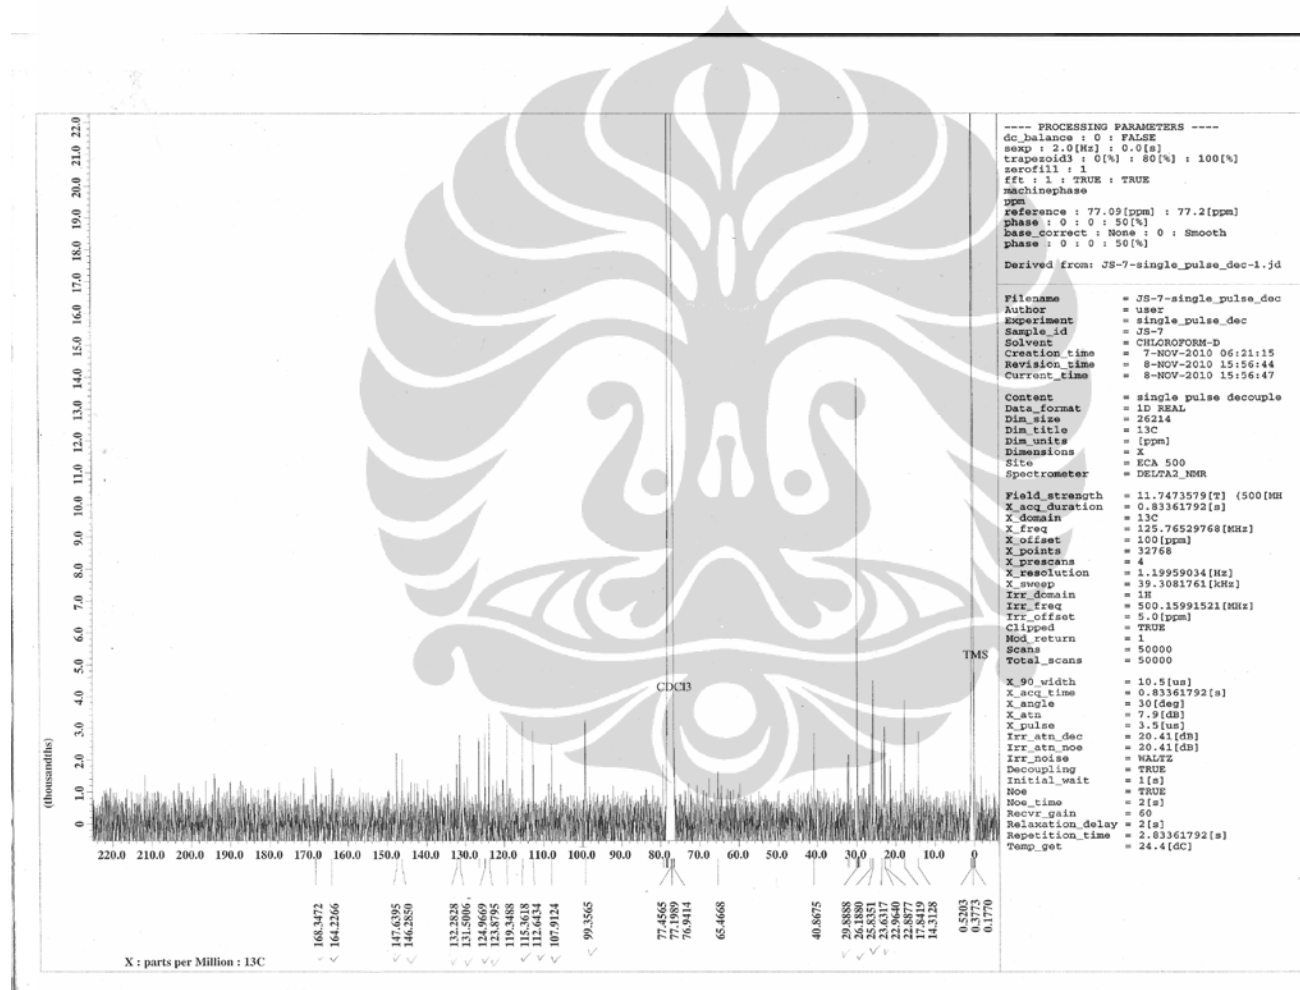 ---- PROCESSING PARAMETERS ----
dc_balance : 0 : FALSE
sexp : 2.0[Hz] : 0.0[s]
trapezoid3 : 0[%] : 80[%] : 100[%]
zerofill : 1
fft : 1 : TRUE : TRUE
machinephase
ppm
reference : 77.09[ppm] : 77.2[ppm]
phase : 0 : 0 : 50[%]
base_correct : None : 0 : Smooth
phase : 0 : 0 : 50[%]
Derived from: JS-7-single_pulse_dec-1.jd
Filename = JS-7-single_pulse_dec
Author = user
Experiment = single_pulse_dec
Sample_id = JS-7
Solvent = CHLOROFORM-D
Creation_time = 7-NOV-2010 06:21:15
Revision_time = 8-NOV-2010 15:56:44
Current_time = 8-NOV-2010 15:56:47
Content = single pulse decouple
Data_format = 1D REAL
Dim_size = 26214
Dim_title = 13C
Dim_units = [ppm]
Dimensions = X
Site = ECA 500
Spectrometer = DELTA2_NMR
Field_strength = 11.7473579[T] (500[MH
X_acq_duration = 0.83361792[s]
X_domain = 13C
X_freq = 125.76529768[MHz]
X_offset = 100[ppm]
X_points = 32768
X_prescans = 4
X_resolution = 1.19959034[Hz]
X_sweep = 39.3081761[kHz]
Irr_domain = 1H
Irr_freq = 500.15991521[MHz]
Irr_offset = 5.0[ppm]
Clipped = TRUE
Mod_return = 1
Scans = 50000
Total_scans = 50000
X_90_width = 10.5[us]
X_acq_time = 0.83361792[s]
X_angle = 30[deg]
X_atn = 7.9[dB]
X_pulse = 3.5[us]
Irr_atn_dec = 20.41[dB]
Irr_atn_noe = 20.41[dB]
Irr_noise = WALTZ
Decoupling = TRUE
Initial_wait = 1[s]
Noe = TRUE
Noe_time = 2[s]
Recvr_gain = 60
Relaxation_delay = 2[s]
Repetition_time = 2.83361792[s]
Temp_get = 24.4[dC]
22.0
21.0
20.0
19.0
18.0
17.0
16.0
15.0
14.0
13.0
12.0
11.0
10.0
9.0
8.0
7.0
6.0
5.0
4.0
3.0
2.0
1.0
0
(thousandths)
CDCl3
TMS
220.0 210.0 200.0 190.0 180.0 170.0 160.0 150.0 140.0 130.0 120.0 110.0 100.0 90.0 80.0 70.0 60.0 50.0 40.0 30.0 20.0 10.0 0
168.3472
164.2266
147.6395
146.2850
132.2828
131.5006
124.9669
123.8795
119.3488
115.3618
112.6434
107.9124
99.3565
77.4565
77.1989
76.9414
65.4668
40.8675
29.8888
26.1880
25.8351
23.6317
22.9640
22.8877
17.8419
14.3128
0.5203
0.3773
0.1770
X : parts per Million : 13C